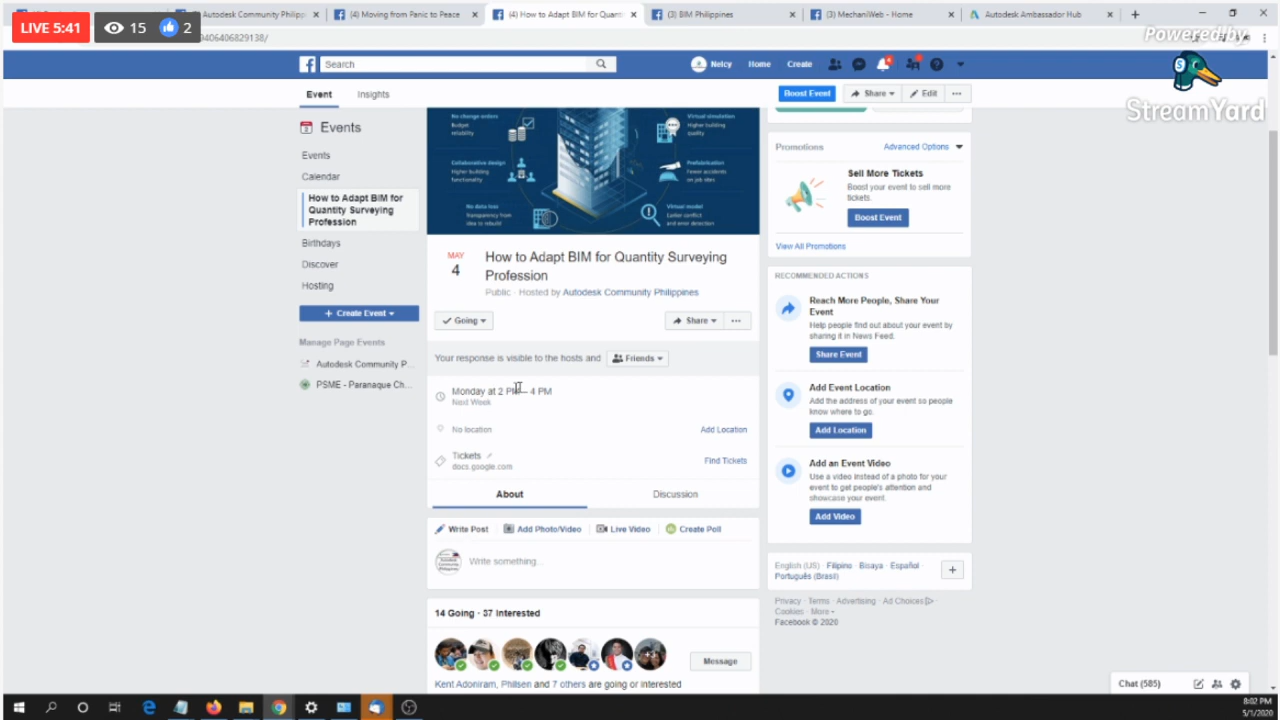 LIVE 5:41
15
2
Autodesk Community Philipp
(4) Moving from Panic to Peace
(4) How to Adapt BIM for Quant
(3) BIM Philippines
(3) MechaniWeb - Home
Autodesk Ambassador Hub
406406829138/
Powered by
StreamYard
Search
Nelcy
Home
Create
Event
Insights
Boost Event
Share
Edit
Events
Events
Calendar
How to Adapt BIM for
Quantity Surveying
Profession
Birthdays
Discover
Hosting
+ Create Event
Manage Page Events
Autodesk Community P...
PSME - Paranaque Ch...
No change orders
Budget
reliability
Virtual simulation
Higher building
quality
Collaborative design
Higher building
functionality
Prefabrication
Fewer accidents
on job sites
No data loss
Transparency from
idea to rebuild
Virtual model
Earlier conflict
and error detection
MAY
4
How to Adapt BIM for Quantity Surveying
Profession
Public · Hosted by Autodesk Community Philippines
Going
Share
Your response is visible to the hosts and
Friends
Monday at 2 PM – 4 PM
Next Week
No location
Add Location
Tickets
docs.google.com
Find Tickets
About
Discussion
Write Post
Add Photo/Video
Live Video
Create Poll
Write something...
14 Going · 37 Interested
+3
Message
Kent Adoniram, Philsen and 7 others are going or interested
Promotions
Advanced Options
Sell More Tickets
Boost your event to sell more
tickets.
Boost Event
View All Promotions
RECOMMENDED ACTIONS
Reach More People, Share Your
Event
Help people find out about your event by
sharing it in News Feed.
Share Event
Add Event Location
Add the address of your event so people
know where to go.
Add Location
Add an Event Video
Use a video instead of a photo for your
event to get people's attention and
showcase your event.
Add Video
English (US) · Filipino · Bisaya · Español ·
Português (Brasil)
Privacy · Terms · Advertising · Ad Choices ·
Cookies · More
Facebook © 2020
Chat (585)
8:02 PM
5/1/2020